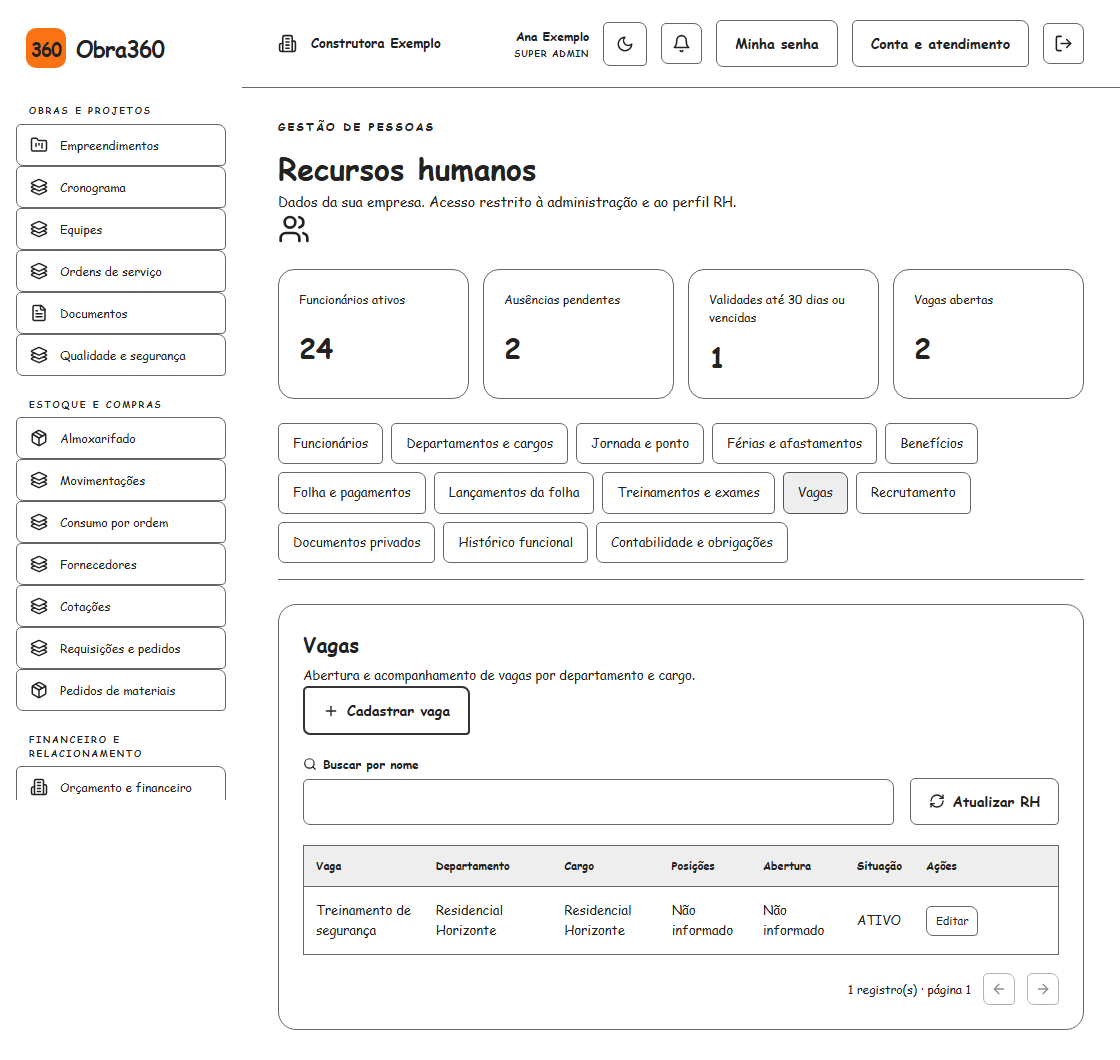 360 Obra360
Construtora Exemplo
Ana Exemplo
SUPER ADMIN
Minha senha
Conta e atendimento
OBRAS E PROJETOS
Empreendimentos
Cronograma
Equipes
Ordens de serviço
Documentos
Qualidade e segurança
ESTOQUE E COMPRAS
Almoxarifado
Movimentações
Consumo por ordem
Fornecedores
Cotações
Requisições e pedidos
Pedidos de materiais
FINANCEIRO E
RELACIONAMENTO
Orçamento e financeiro
GESTÃO DE PESSOAS
Recursos humanos
Dados da sua empresa. Acesso restrito à administração e ao perfil RH.
Funcionários ativos
24
Ausências pendentes
2
Validades até 30 dias ou
vencidas
1
Vagas abertas
2
Funcionários Departamentos e cargos Jornada e ponto Férias e afastamentos Benefícios
Folha e pagamentos Lançamentos da folha Treinamentos e exames Vagas Recrutamento
Documentos privados Histórico funcional Contabilidade e obrigações
Vagas
Abertura e acompanhamento de vagas por departamento e cargo.
+ Cadastrar vaga
Buscar por nome
Atualizar RH
Vaga Departamento Cargo Posições Abertura Situação Ações
Treinamento de Residencial Residencial Não Não ATIVO Editar
segurança Horizonte Horizonte informado informado
1 registro(s) · página 1